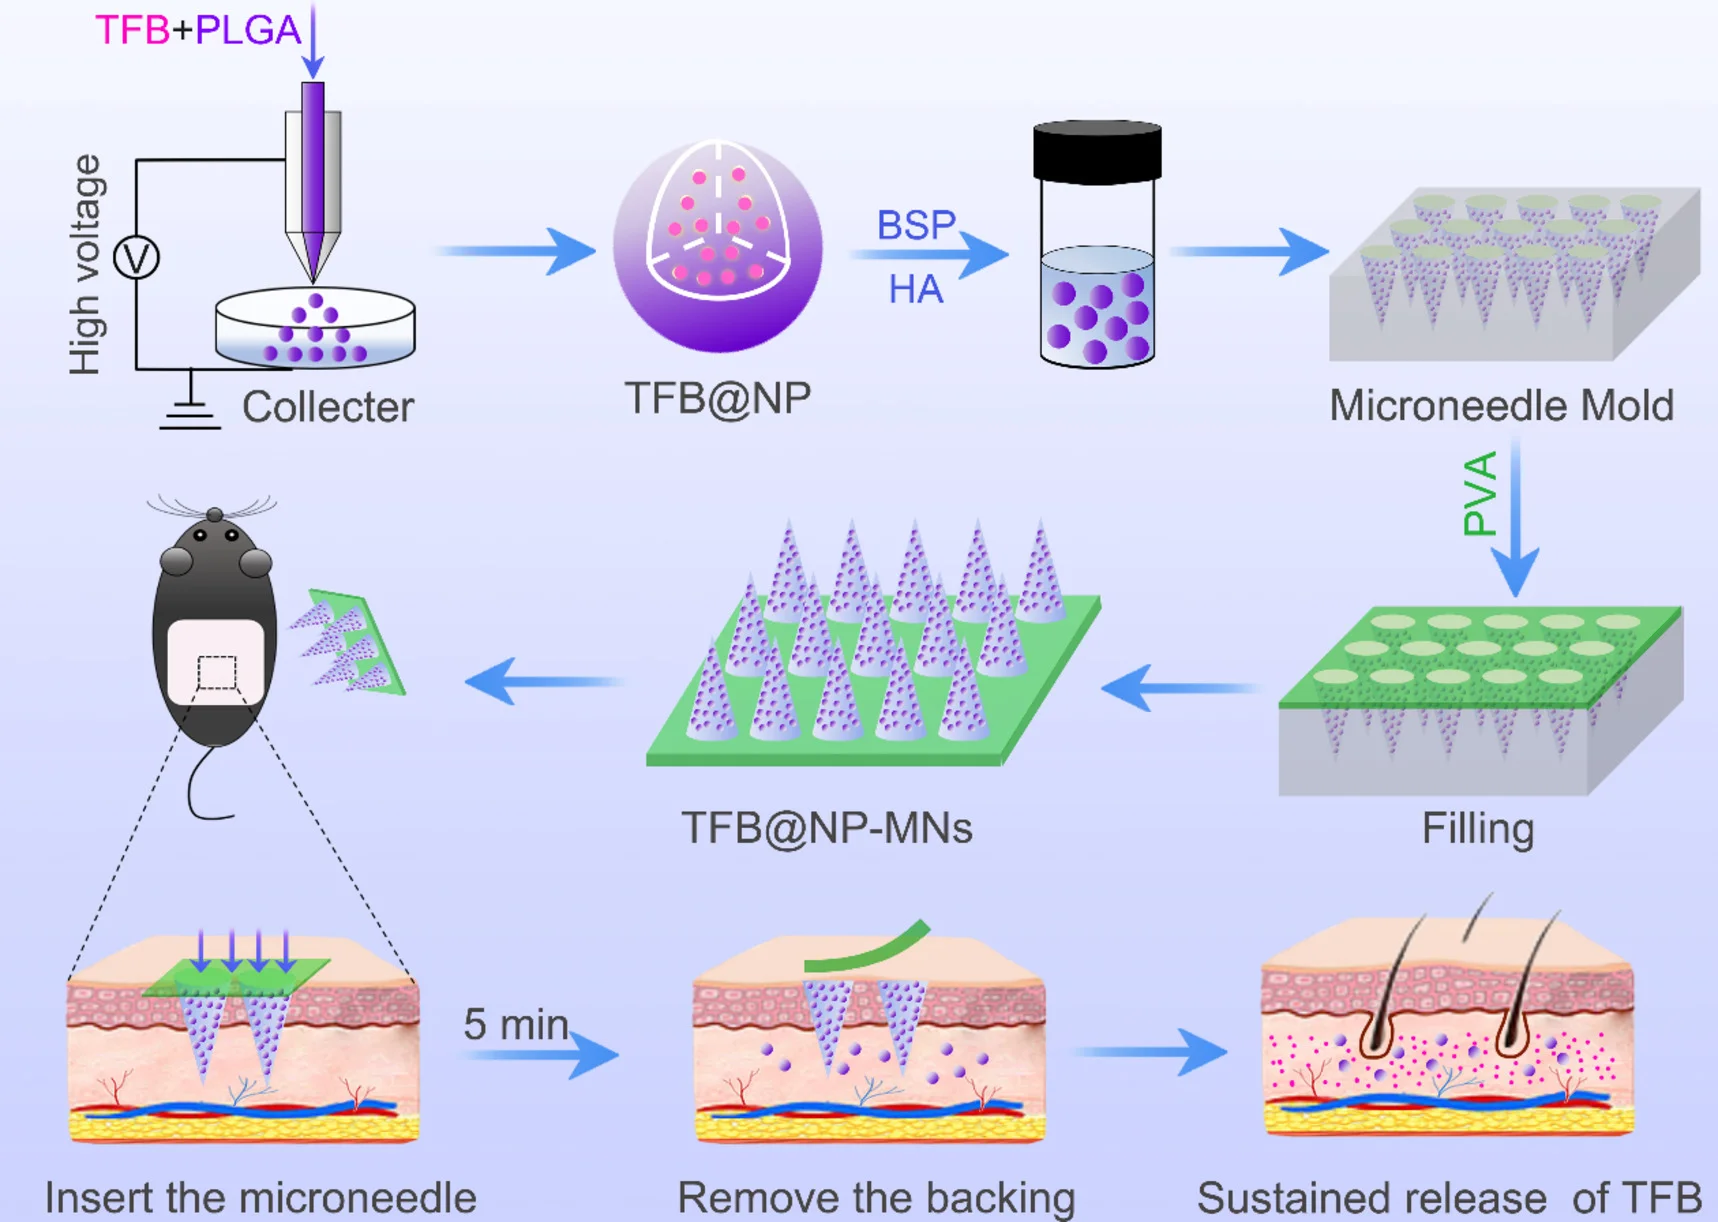 TFB+PLGA
High voltage
V
Collecter
TFB@NP
BSP
HA
Microneedle Mold
PVA
Filling
TFB@NP-MNs
5 min
Insert the microneedle
Remove the backing
Sustained release of TFB